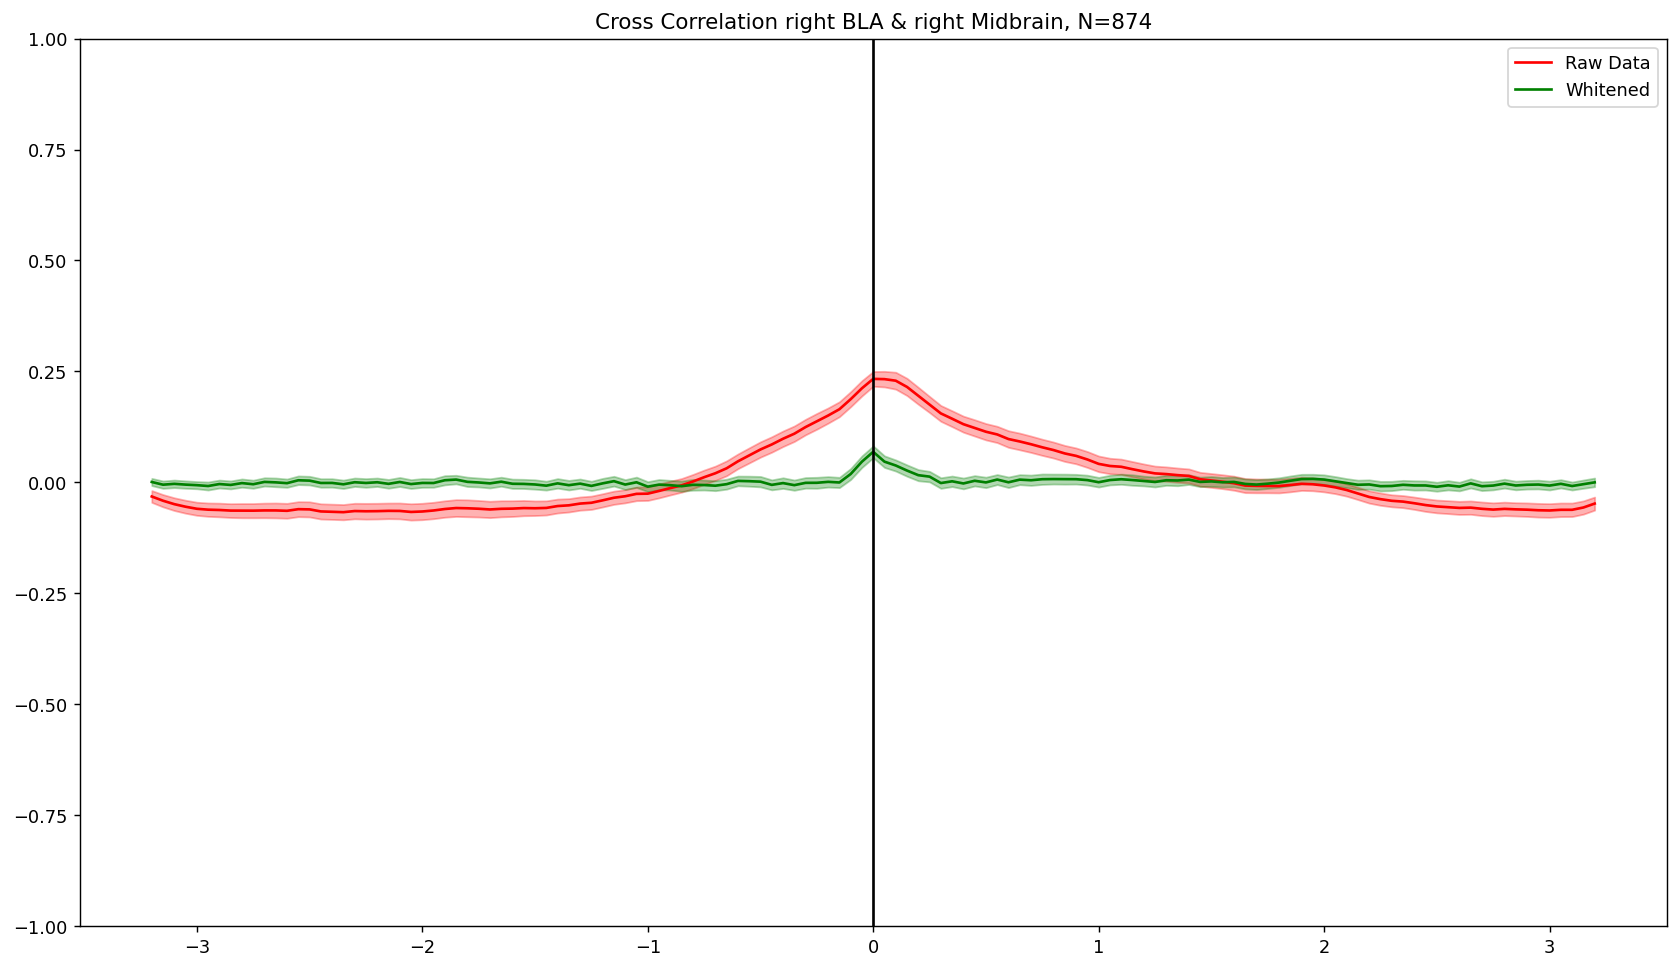 Cross Correlation right BLA & right Midbrain, N=874
Raw Data
Whitened
1.00
0.75
0.50
0.25
0.00
−0.25
−0.50
−0.75
−1.00
−3 −2 −1 0 1 2 3